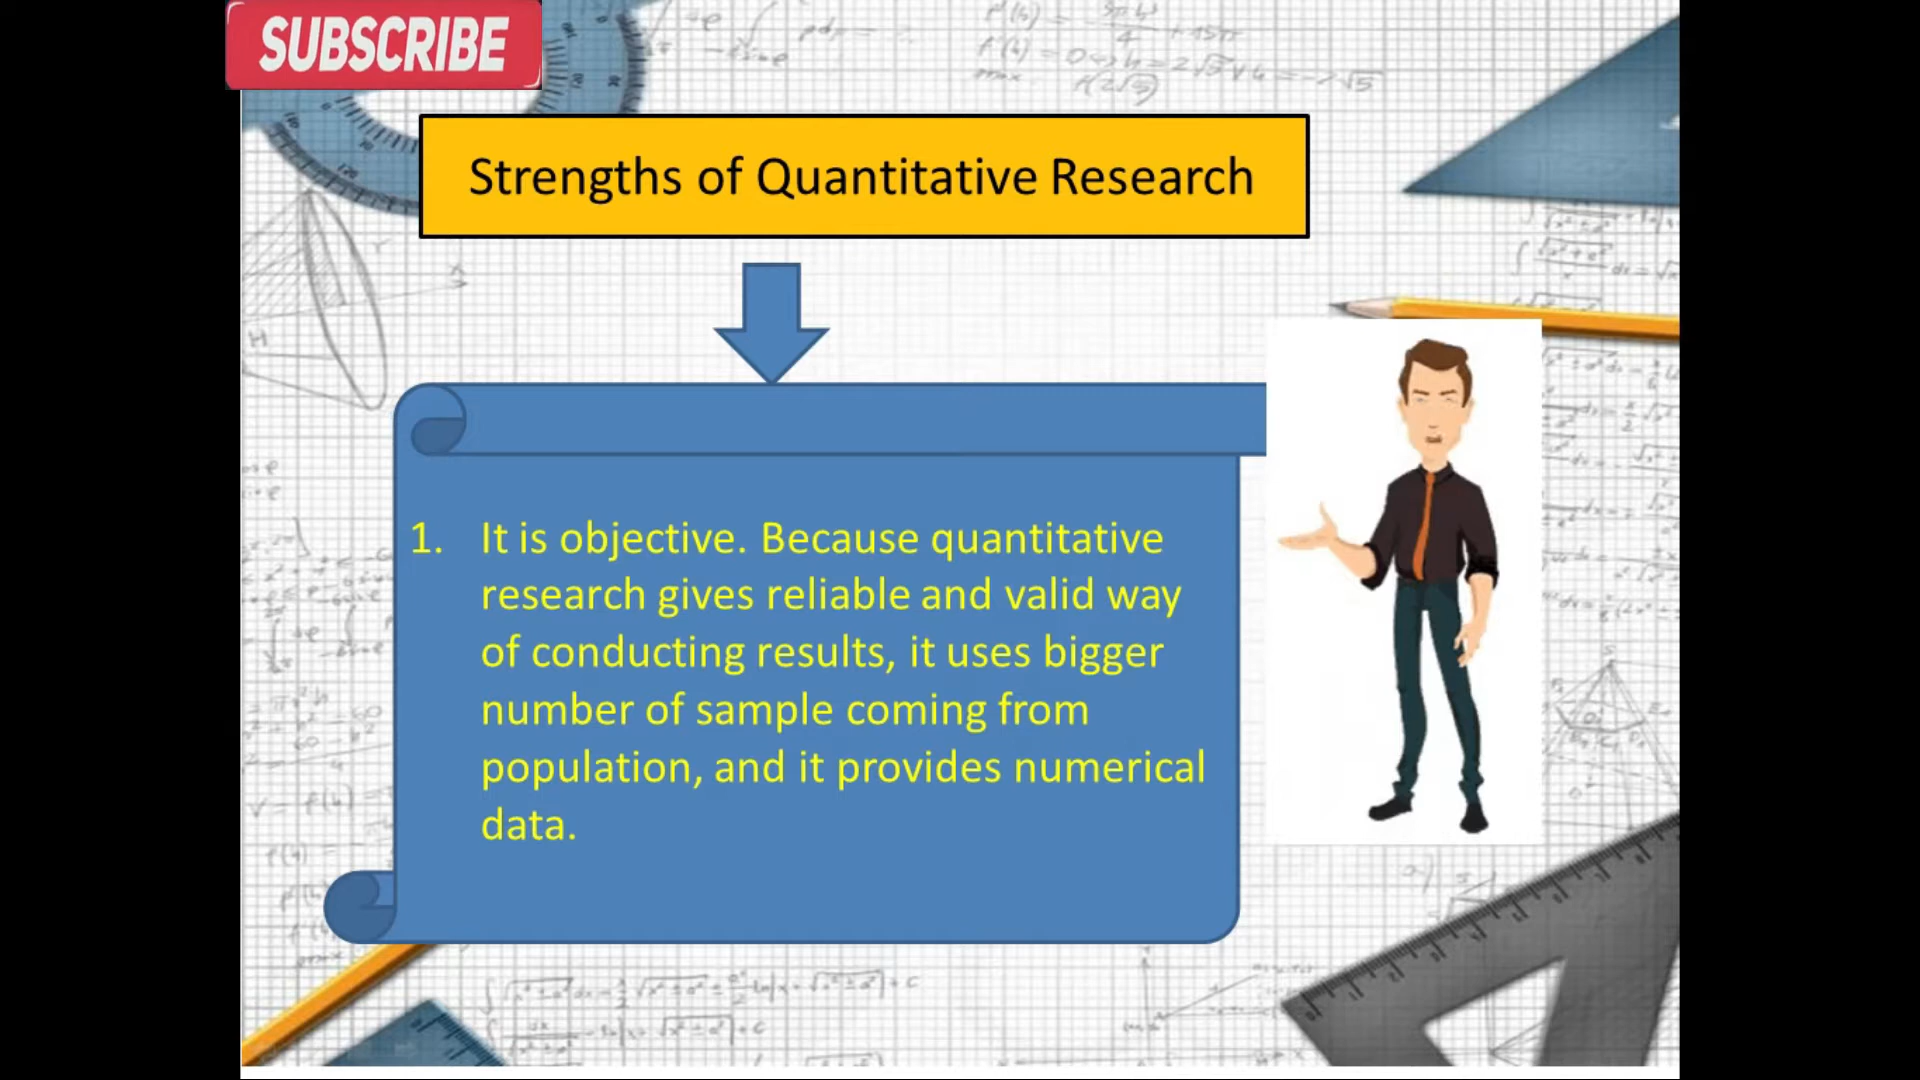 SUBSCRIBE
Strengths of Quantitative Research
1. It is objective. Because quantitative
research gives reliable and valid way
of conducting results, it uses bigger
number of sample coming from
population, and it provides numerical
data.